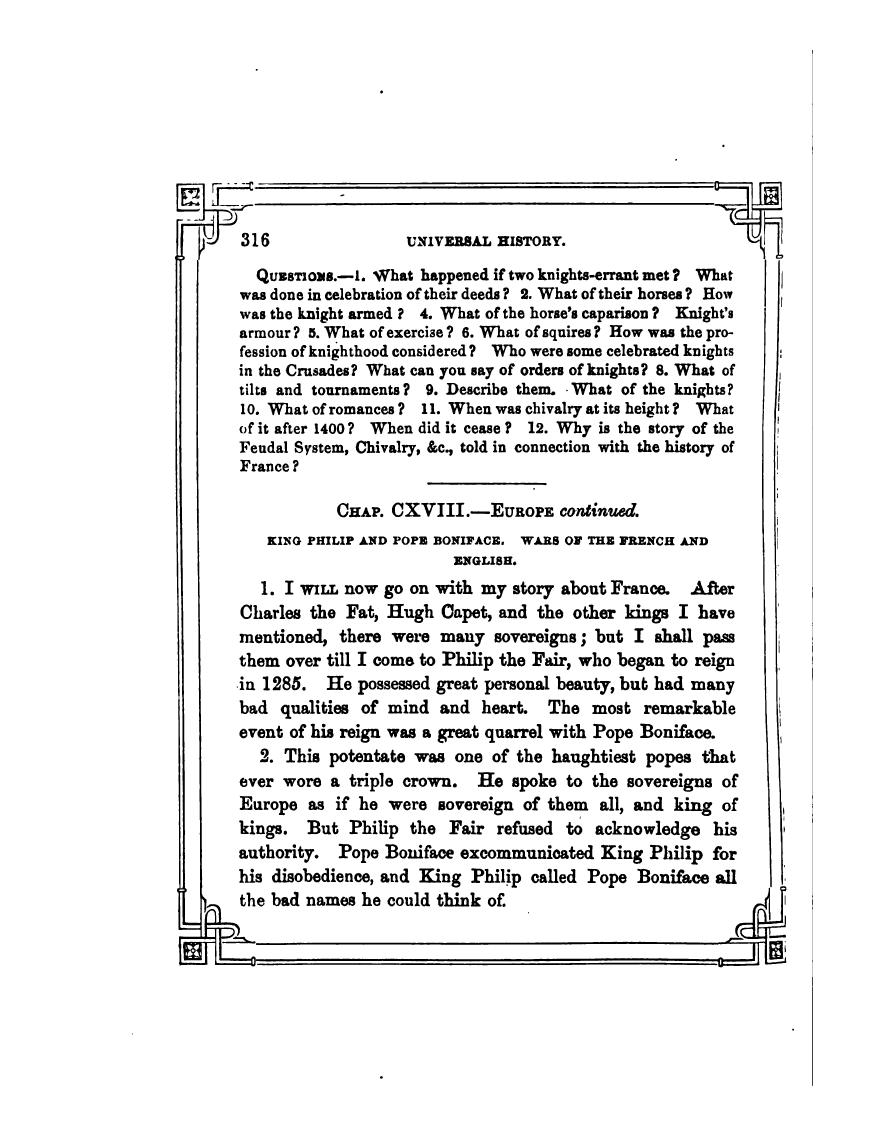 316 UNIVERSAL HISTORY.
QUESTIONS.—1. What happened if two knights-errant met? What
was done in celebration of their deeds? 2. What of their horses? How
was the knight armed? 4. What of the horse's caparison? Knight's
armour? 5. What of exercise? 6. What of squires? How was the pro-
fession of knighthood considered? Who were some celebrated knights
in the Crusades? What can you say of orders of knights? 8. What of
tilts and tournaments? 9. Describe them. What of the knights?
10. What of romances? 11. When was chivalry at its height? What
of it after 1400? When did it cease? 12. Why is the story of the
Feudal System, Chivalry, &c., told in connection with the history of
France?
CHAP. CXVIII.—EUROPE continued.
KING PHILIP AND POPE BONIFACE. WARS OF THE FRENCH AND
ENGLISH.
1. I WILL now go on with my story about France. After
Charles the Fat, Hugh Capet, and the other kings I have
mentioned, there were many sovereigns; but I shall pass
them over till I come to Philip the Fair, who began to reign
in 1285. He possessed great personal beauty, but had many
bad qualities of mind and heart. The most remarkable
event of his reign was a great quarrel with Pope Boniface.
2. This potentate was one of the haughtiest popes that
ever wore a triple crown. He spoke to the sovereigns of
Europe as if he were sovereign of them all, and king of
kings. But Philip the Fair refused to acknowledge his
authority. Pope Boniface excommunicated King Philip for
his disobedience, and King Philip called Pope Boniface all
the bad names he could think of.